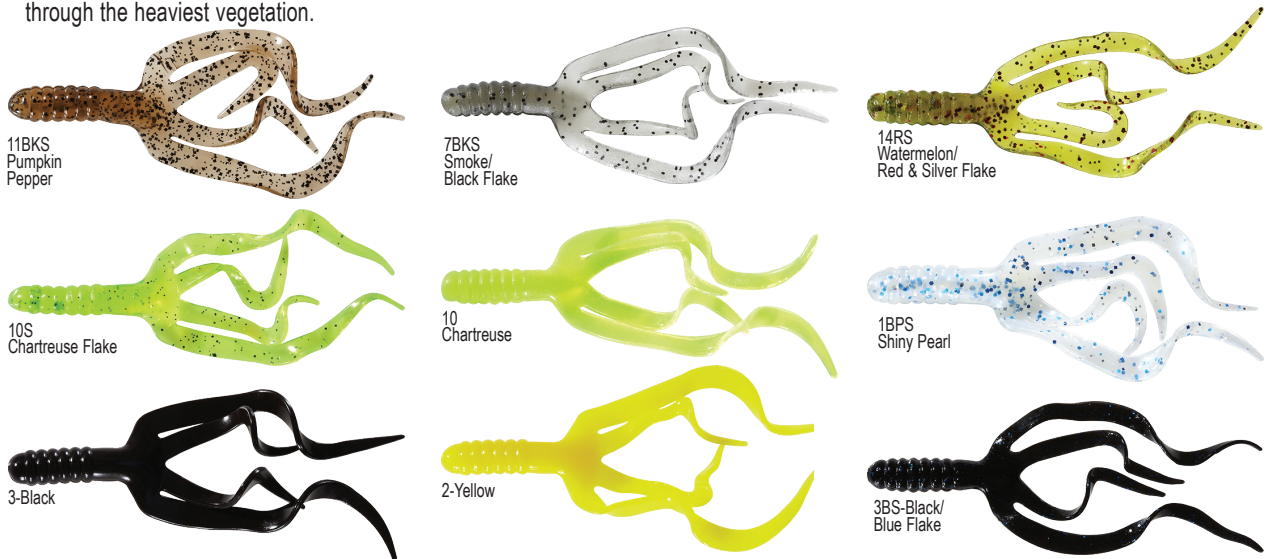 through the heaviest vegetation.
11BKS
Pumpkin
Pepper
7BKS
Smoke/
Black Flake
14RS
Watermelon/
Red & Silver Flake
10S
Chartreuse Flake
10
Chartreuse
1BPS
Shiny Pearl
3-Black
2-Yellow
3BS-Black/
Blue Flake